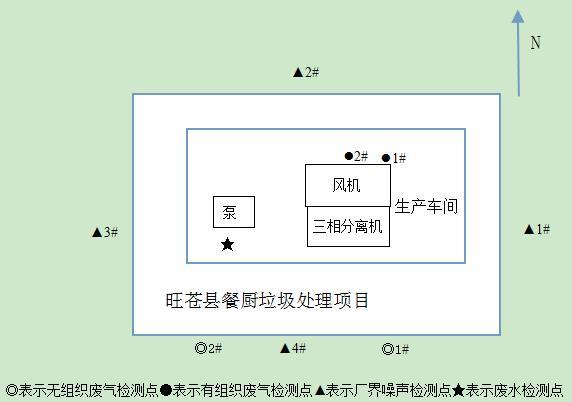 N
▲2#
●2# ●1#
风机
生产车间
泵
三相分离机
▲3#
▲1#
★
旺苍县餐厨垃圾处理项目
◎2#
▲4#
◎1#
◎表示无组织废气检测点●表示有组织废气检测点▲表示厂界噪声检测点★表示废水检测点